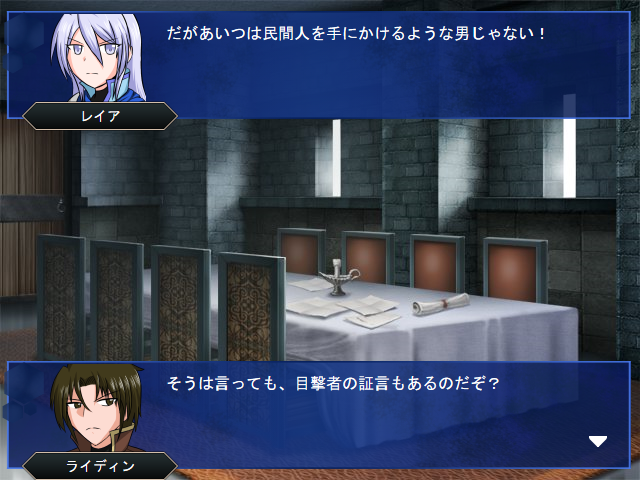 だがあいつは民間人を手にかけるような男じゃない！
レイア
そうは言っても、目撃者の証言もあるのだぞ？
ライディン